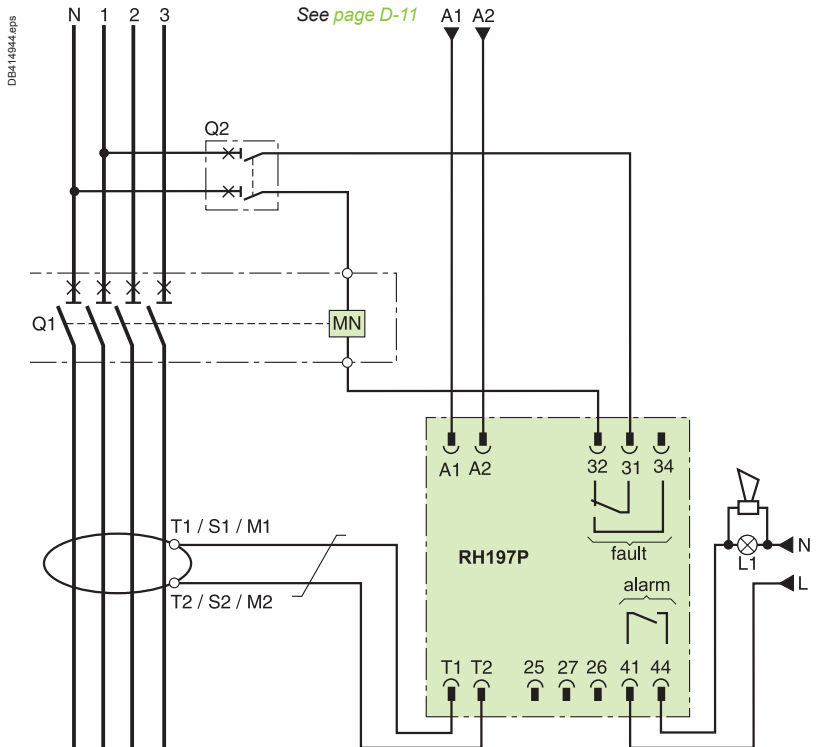 DB414944.eps
N 1 2 3
See page D-11
A1 A2
Q2
Q1
MN
A1 A2
32 31 34
fault
T1 / S1 / M1
T2 / S2 / M2
RH197P
L1
N
L
alarm
T1 T2 25 27 26 41 44